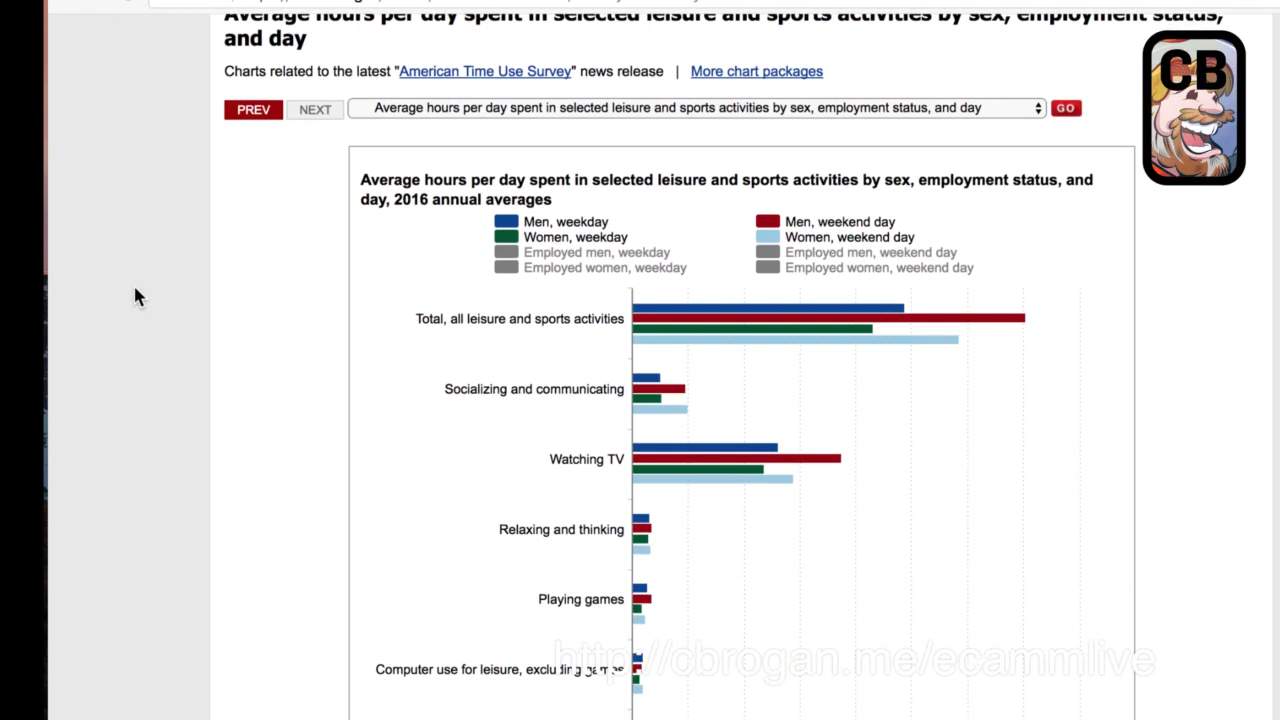 Average hours per day spent in selected leisure and sports activities by sex, employment status,
and day
Charts related to the latest "American Time Use Survey" news release | More chart packages
PREV NEXT Average hours per day spent in selected leisure and sports activities by sex, employment status, and day GO
CB
Average hours per day spent in selected leisure and sports activities by sex, employment status, and
day, 2016 annual averages
Men, weekday Men, weekend day
Women, weekday Women, weekend day
Employed men, weekday Employed men, weekend day
Employed women, weekday Employed women, weekend day
Total, all leisure and sports activities
Socializing and communicating
Watching TV
Relaxing and thinking
Playing games
Computer use for leisure, excluding games
http://cbrogan.me/ecammlive